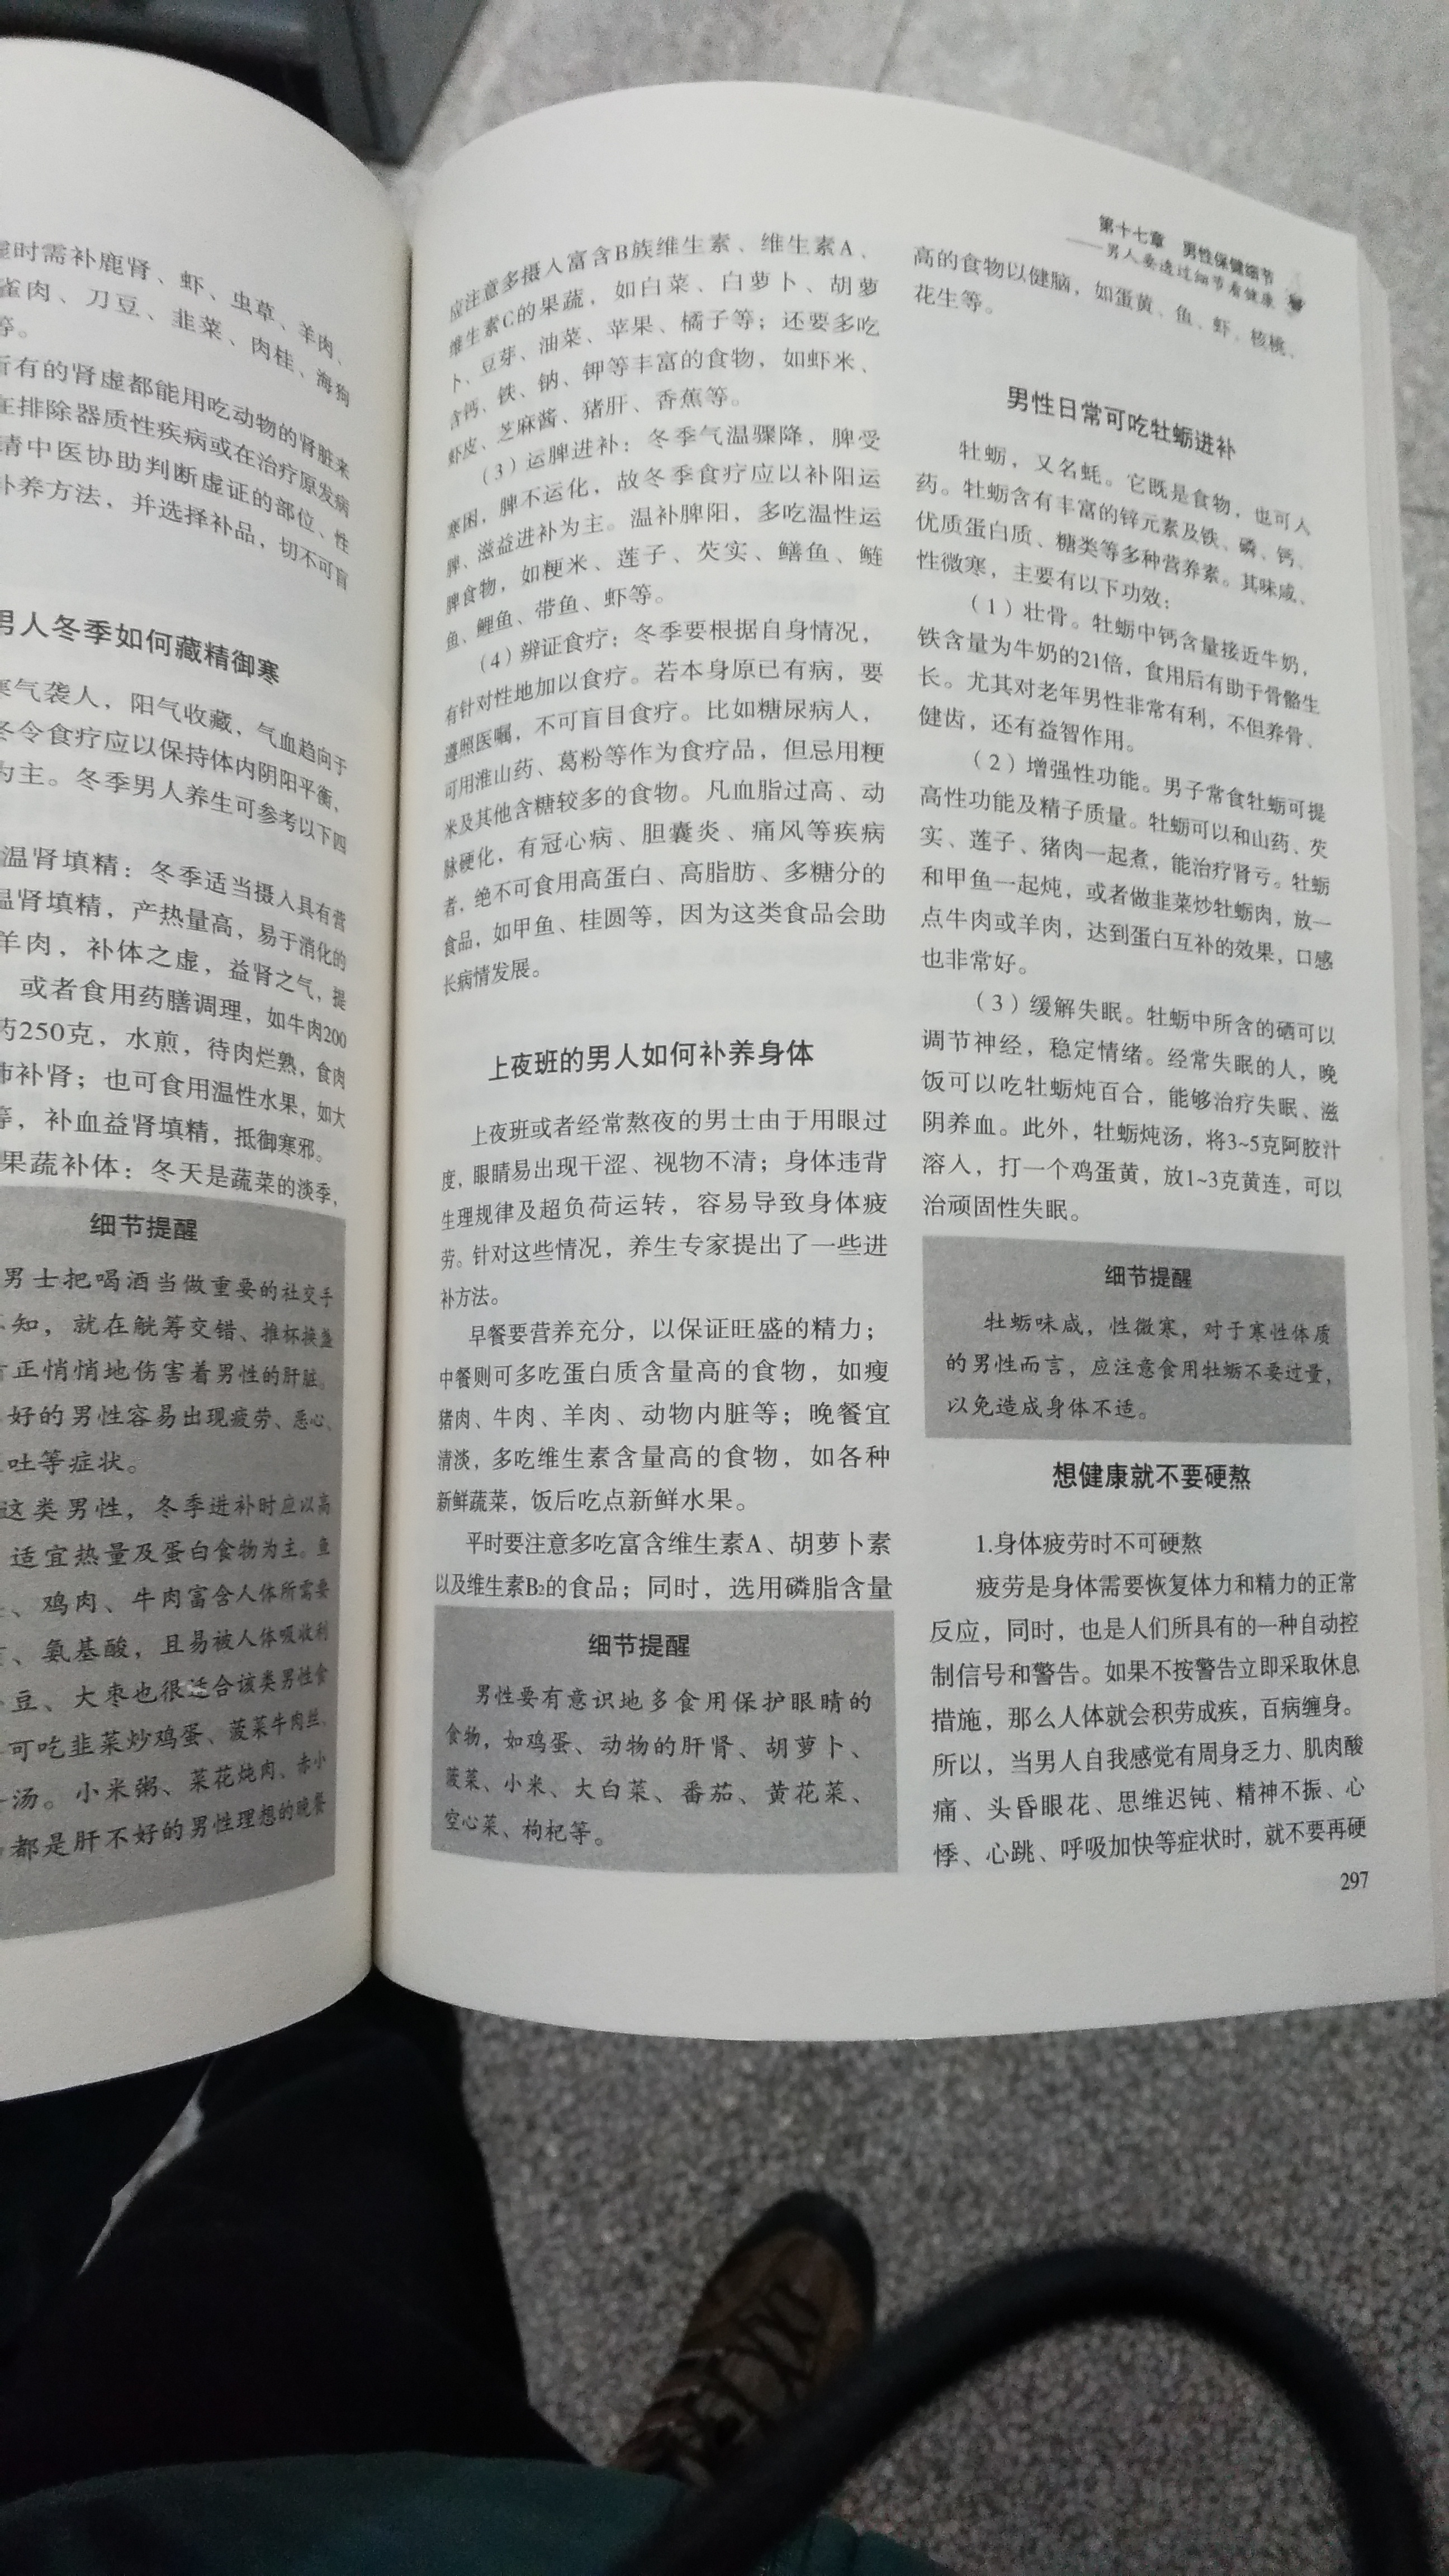 时需补鹿肾、虾、虫草、羊肉、
雀肉、刀豆、韭菜、肉桂、海狗
等。
所有的肾虚都能用吃动物的肾脏来
在排除器质性疾病或在治疗原发病
请中医协助判断虚证的部位、性
补养方法，并选择补品，切不可盲
男人冬季如何藏精御寒
寒气袭人，阳气收藏，气血趋向于
冬令食疗应以保持体内阴阳平衡，
为主。冬季男人养生可参考以下四
温肾填精：冬季适当摄入具有营
温肾填精，产热量高，易于消化的
羊肉，补体之虚，益肾之气，提
或者食用药膳调理，如牛肉200
药250克，水煎，待肉烂熟，食肉
补肾；也可食用温性水果，如大
等，补血益肾填精，抵御寒邪。
果蔬补体：冬天是蔬菜的淡季，
细节提醒
男士把喝酒当做重要的社交手
知，就在觥筹交错、推杯换盏
正悄悄地伤害着男性的肝脏。
好的男性容易出现疲劳、恶心、
吐等症状。
这类男性，冬季进补时应以高
适宜热量及蛋白食物为主。鱼
、鸡肉、牛肉富含人体所需要
、氨基酸，且易被人体吸收利
豆、大枣也很适合该类男性食
可吃韭菜炒鸡蛋、菠菜牛肉丝、
汤。小米粥、菜花炖肉、赤小
都是肝不好的男性理想的晚餐
应注意多摄入富含B族维生素、维生素A、
维生素C的果蔬，如白菜、白萝卜、胡萝
卜、豆芽、油菜、苹果、橘子等；还要多吃
含钙、铁、钠、钾等丰富的食物，如虾米、
虾皮、芝麻酱、猪肝、香蕉等。
（3）运脾进补：冬季气温骤降，脾受
寒困，脾不运化，故冬季食疗应以补阳运
脾、滋益进补为主。温补脾阳，多吃温性运
脾食物，如粳米、莲子、芡实、鳝鱼、鲢
鱼、鲤鱼、带鱼、虾等。
（4）辨证食疗：冬季要根据自身情况，
有针对性地加以食疗。若本身原已有病，要
遵照医嘱，不可盲目食疗。比如糖尿病人，
可用淮山药、葛粉等作为食疗品，但忌用粳
米及其他含糖较多的食物。凡血脂过高、动
脉硬化，有冠心病、胆囊炎、痛风等疾病
者，绝不可食用高蛋白、高脂肪、多糖分的
食品，如甲鱼、桂圆等，因为这类食品会助
长病情发展。
上夜班的男人如何补养身体
上夜班或者经常熬夜的男士由于用眼过
度，眼睛易出现干涩、视物不清；身体违背
生理规律及超负荷运转，容易导致身体疲
劳。针对这些情况，养生专家提出了一些进
补方法。
早餐要营养充分，以保证旺盛的精力；
中餐则可多吃蛋白质含量高的食物，如瘦
猪肉、牛肉、羊肉、动物内脏等；晚餐宜
清淡，多吃维生素含量高的食物，如各种
新鲜蔬菜，饭后吃点新鲜水果。
平时要注意多吃富含维生素A、胡萝卜素
以及维生素B₂的食品；同时，选用磷脂含量
细节提醒
男性要有意识地多食用保护眼睛的
食物，如鸡蛋、动物的肝肾、胡萝卜、
菠菜、小米、大白菜、番茄、黄花菜、
空心菜、枸杞等。
第十七章 男性保健细节
——男人要透过细节看健康
高的食物以健脑，如蛋黄、鱼、虾、核桃、
花生等。
男性日常可吃牡蛎进补
牡蛎，又名蚝。它既是食物，也可入
药。牡蛎含有丰富的锌元素及铁、磷、钙、
优质蛋白质、糖类等多种营养素。其味咸、
性微寒，主要有以下功效：
（1）壮骨。牡蛎中钙含量接近牛奶，
铁含量为牛奶的21倍，食用后有助于骨骼生
长。尤其对老年男性非常有利，不但养骨、
健齿，还有益智作用。
（2）增强性功能。男子常食牡蛎可提
高性功能及精子质量。牡蛎可以和山药、芡
实、莲子、猪肉一起煮，能治疗肾亏。牡蛎
和甲鱼一起炖，或者做韭菜炒牡蛎肉，放一
点牛肉或羊肉，达到蛋白互补的效果，口感
也非常好。
（3）缓解失眠。牡蛎中所含的硒可以
调节神经，稳定情绪。经常失眠的人，晚
饭可以吃牡蛎炖百合，能够治疗失眠、滋
阴养血。此外，牡蛎炖汤，将3~5克阿胶汁
溶入，打一个鸡蛋黄，放1~3克黄连，可以
治顽固性失眠。
细节提醒
牡蛎味咸，性微寒，对于寒性体质
的男性而言，应注意食用牡蛎不要过量，
以免造成身体不适。
想健康就不要硬熬
1.身体疲劳时不可硬熬
疲劳是身体需要恢复体力和精力的正常
反应，同时，也是人们所具有的一种自动控
制信号和警告。如果不按警告立即采取休息
措施，那么人体就会积劳成疾，百病缠身。
所以，当男人自我感觉有周身乏力、肌肉酸
痛、头昏眼花、思维迟钝、精神不振、心
悸、心跳、呼吸加快等症状时，就不要再硬
297